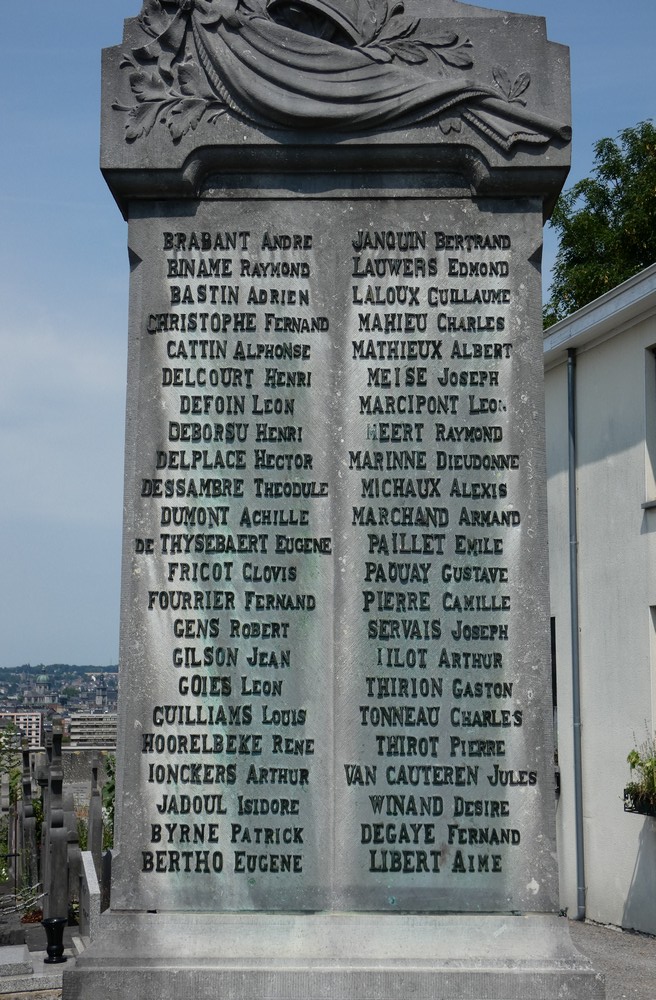 BRABANT ANDRE
BINAME RAYMOND
BASTIN ADRIEN
CHRISTOPHE FERNAND
CATTIN ALPHONSE
DELCOURT HENRI
DEFOIN LEON
DEBORSU HENRI
DELPLACE HECTOR
DESSAMBRE THEODULE
DUMONT ACHILLE
DE THYSEBAERT EUGENE
FRICOT CLOVIS
FOURRIER FERNAND
GENS ROBERT
GILSON JEAN
GOIES LEON
GUILLIAMS LOUIS
HOORELBEKE RENE
IONCKERS ARTHUR
JADOUL ISIDORE
BYRNE PATRICK
BERTHO EUGENE
JANQUIN BERTRAND
LAUWERS EDMOND
LALOUX GUILLAUME
MAHIEU CHARLES
MATHIEUX ALBERT
MEISE JOSEPH
MARCIPONT LEON
HEERT RAYMOND
MARINNE DIEUDONNE
MICHAUX ALEXIS
MARCHAND ARMAND
PAILLET EMILE
PAQUAY GUSTAVE
PIERRE CAMILLE
SERVAIS JOSEPH
ARTHUR
THIRION GASTON
TONNEAU CHARLES
THIROT PIERRE
VAN CAUTEREN JULES
WINAND DESIRE
DEGAYE FERNAND
LIBERT AIME